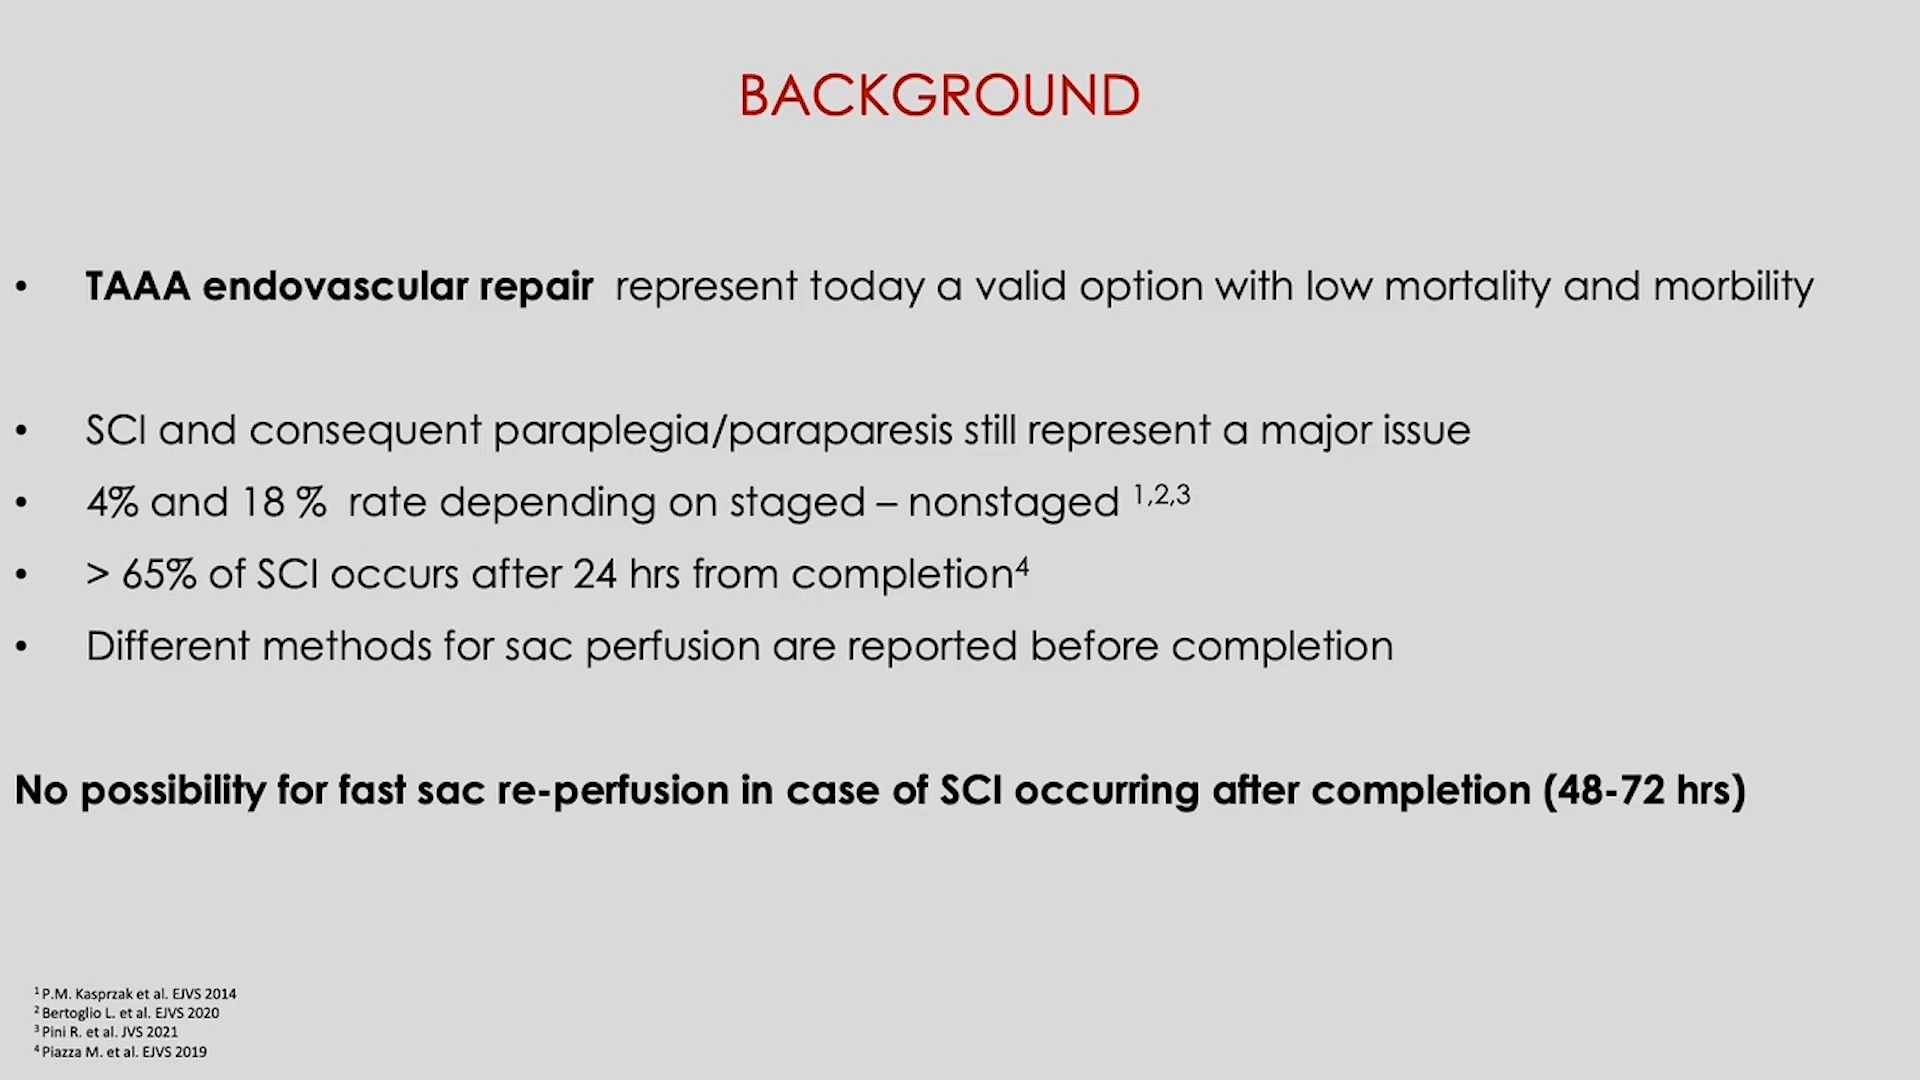 BACKGROUND
• TAAA endovascular repair represent today a valid option with low mortality and morbility
• SCI and consequent paraplegia/paraparesis still represent a major issue
• 4% and 18 % rate depending on staged – nonstaged 1,2,3
• > 65% of SCI occurs after 24 hrs from completion4
• Different methods for sac perfusion are reported before completion
No possibility for fast sac re-perfusion in case of SCI occurring after completion (48-72 hrs)
1 P.M. Kasprzak et al. EJVS 2014
2 Bertoglio L. et al. EJVS 2020
3 Pini R. et al. JVS 2021
4 Piazza M. et al. EJVS 2019